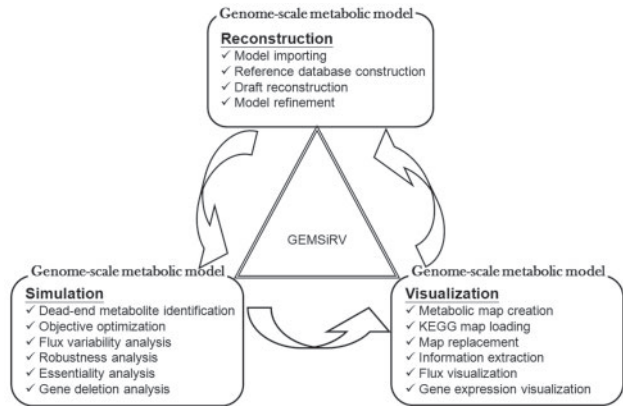 Genome-scale metabolic model
Reconstruction
✓ Model importing
✓ Reference database construction
✓ Draft reconstruction
✓ Model refinement
GEMSiRV
Genome-scale metabolic model
Simulation
✓ Dead-end metabolite identification
✓ Objective optimization
✓ Flux variability analysis
✓ Robustness analysis
✓ Essentiality analysis
✓ Gene deletion analysis
Genome-scale metabolic model
Visualization
✓ Metabolic map creation
✓ KEGG map loading
✓ Map replacement
✓ Information extraction
✓ Flux visualization
✓ Gene expression visualization